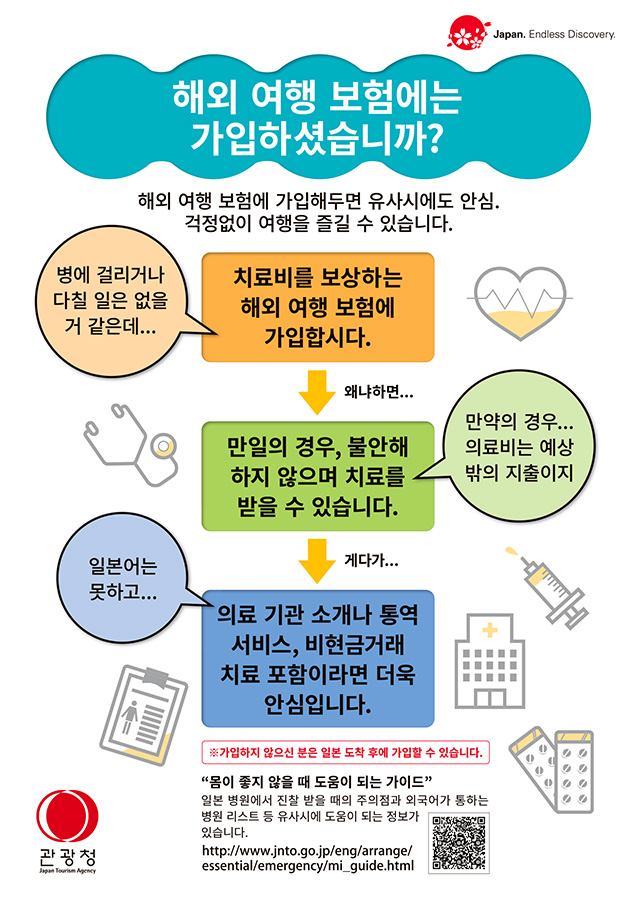 Japan. Endless Discovery.
해외 여행 보험에는
가입하셨습니까?
해외 여행 보험에 가입해두면 유사시에도 안심.
걱정없이 여행을 즐길 수 있습니다.
병에 걸리거나
다칠 일은 없을
거 같은데...
치료비를 보상하는
해외 여행 보험에
가입합시다.
왜냐하면...
만약의 경우...
의료비는 예상
밖의 지출이지
만일의 경우, 불안해
하지 않으며 치료를
받을 수 있습니다.
게다가...
일본어는
못하고...
의료 기관 소개나 통역
서비스, 비현금거래
치료 포함이라면 더욱
안심입니다.
※가입하지 않으신 분은 일본 도착 후에 가입할 수 있습니다.
“몸이 좋지 않을 때 도움이 되는 가이드”
일본 병원에서 진찰 받을 때의 주의점과 외국어가 통하는
병원 리스트 등 유사시에 도움이 되는 정보가
있습니다.
http://www.jnto.go.jp/eng/arrange/
essential/emergency/mi_guide.html
관광청
Japan Tourism Agency